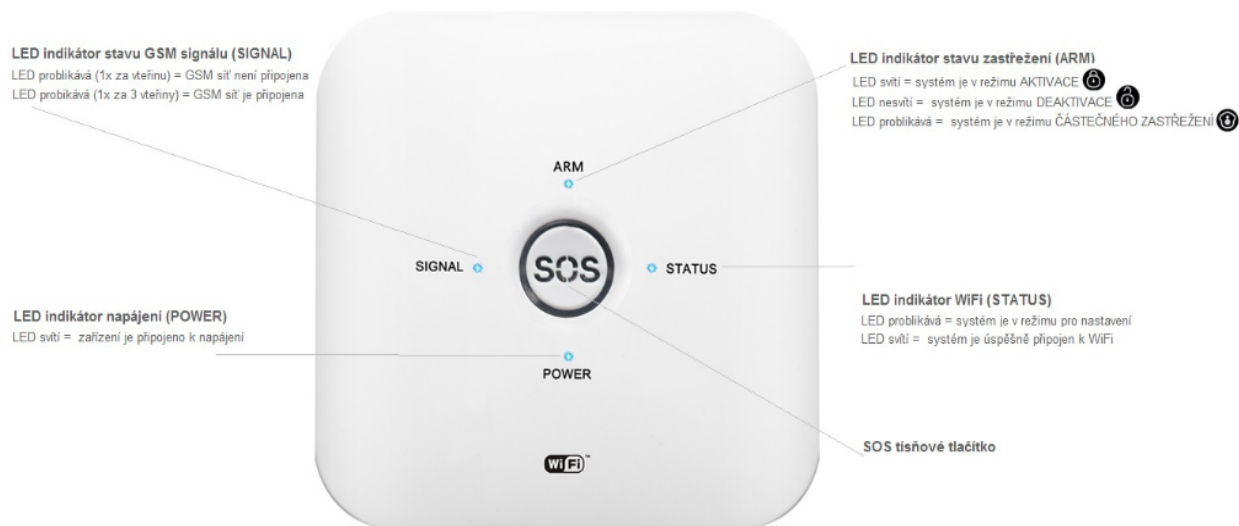 LED indikátor stavu GSM signálu (SIGNAL)
LED problikává (1x za vteřinu) = GSM síť není připojena
LED probikává (1x za 3 vteřiny) = GSM síť je připojena
LED indikátor stavu zastřežení (ARM)
LED svítí = systém je v režimu AKTIVACE
LED nesvítí = systém je v režimu DEAKTIVACE
LED problikává = systém je v režimu ČÁSTEČNÉHO ZASTŘEŽENÍ
ARM
SIGNAL
SOS
STATUS
LED indikátor napájení (POWER)
LED svítí = zařízení je připojeno k napájení
LED indikátor WiFi (STATUS)
LED problikává = systém je v režimu pro nastavení
LED svítí = systém je úspěšně připojen k WiFi
POWER
SOS tísňové tlačítko
WiFi™